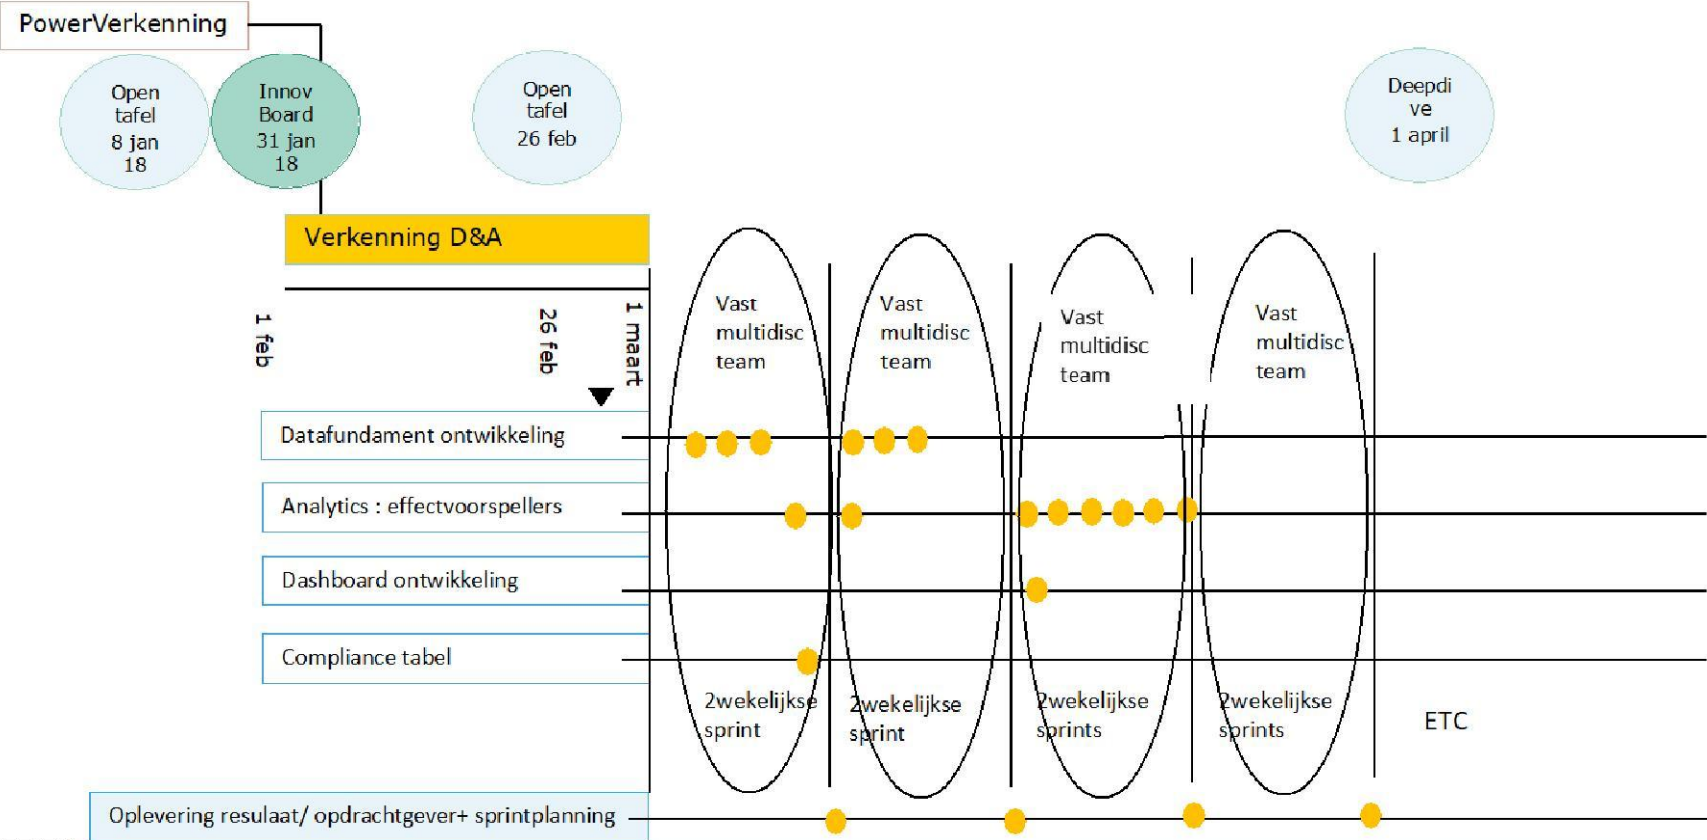 PowerVerkenning
Open
tafel
8 jan
18
Innov
Board
31 jan
18
Open
tafel
26 feb
Deepdi
ve
1 april
Verkenning D&A
1 feb
26 feb
1 maart
Vast
multidisc
team
Vast
multidisc
team
Vast
multidisc
team
Vast
multidisc
team
Datafundament ontwikkeling
Analytics : effectvoorspellers
Dashboard ontwikkeling
Compliance tabel
2wekelijkse
sprint
2wekelijkse
sprint
2wekelijkse
sprints
2wekelijkse
sprints
ETC
Oplevering resulaat/ opdrachtgever+ sprintplanning